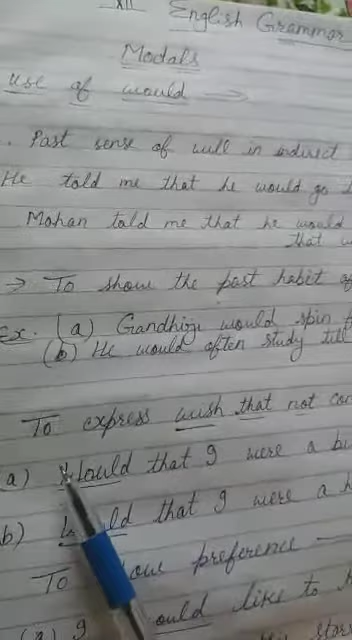 XII English Grammar
Modals
use of would →
. Past sense of will in indirect
He told me that he would go
Mohan told me that he would
that
→ To show the past habit of
Ex. (a) Gandhiji would spin
(b) He would often study till
To express wish that not
a) Would that I were a
b) that I were a
To preference
(a) I would like to